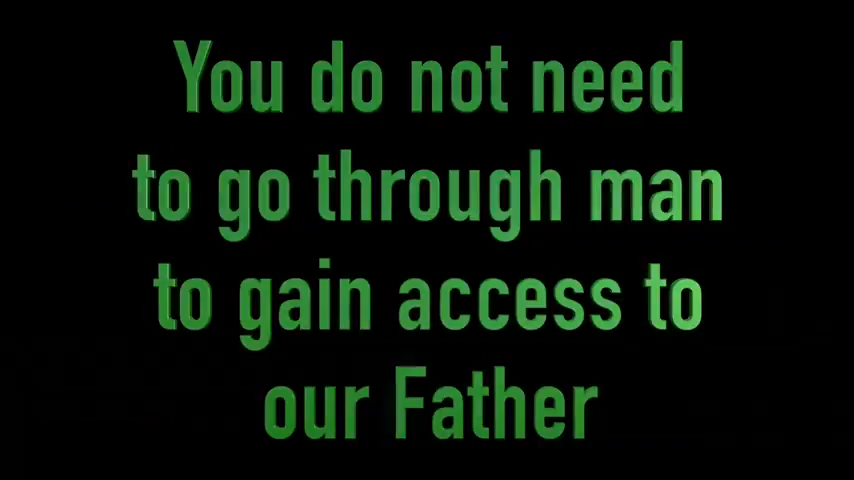 You do not need
to go through man
to gain access to
our Father